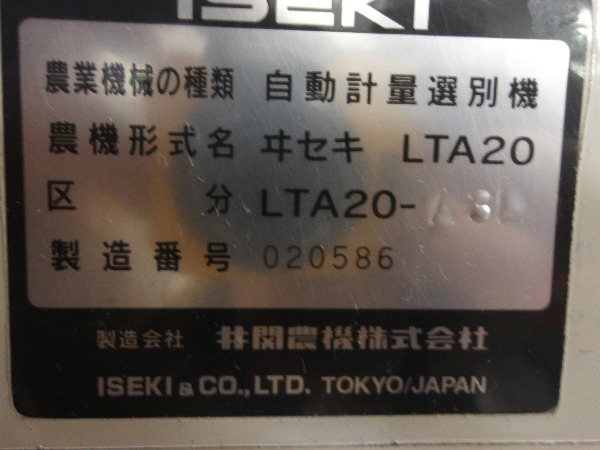 ISEKI
農業機械の種類 自動計量選別機
農機形式名 ヰセキ LTA20
区分 LTA20-
製造番号 020586
製造会社 井関農機株式会社
ISEKI & CO., LTD. TOKYO/JAPAN